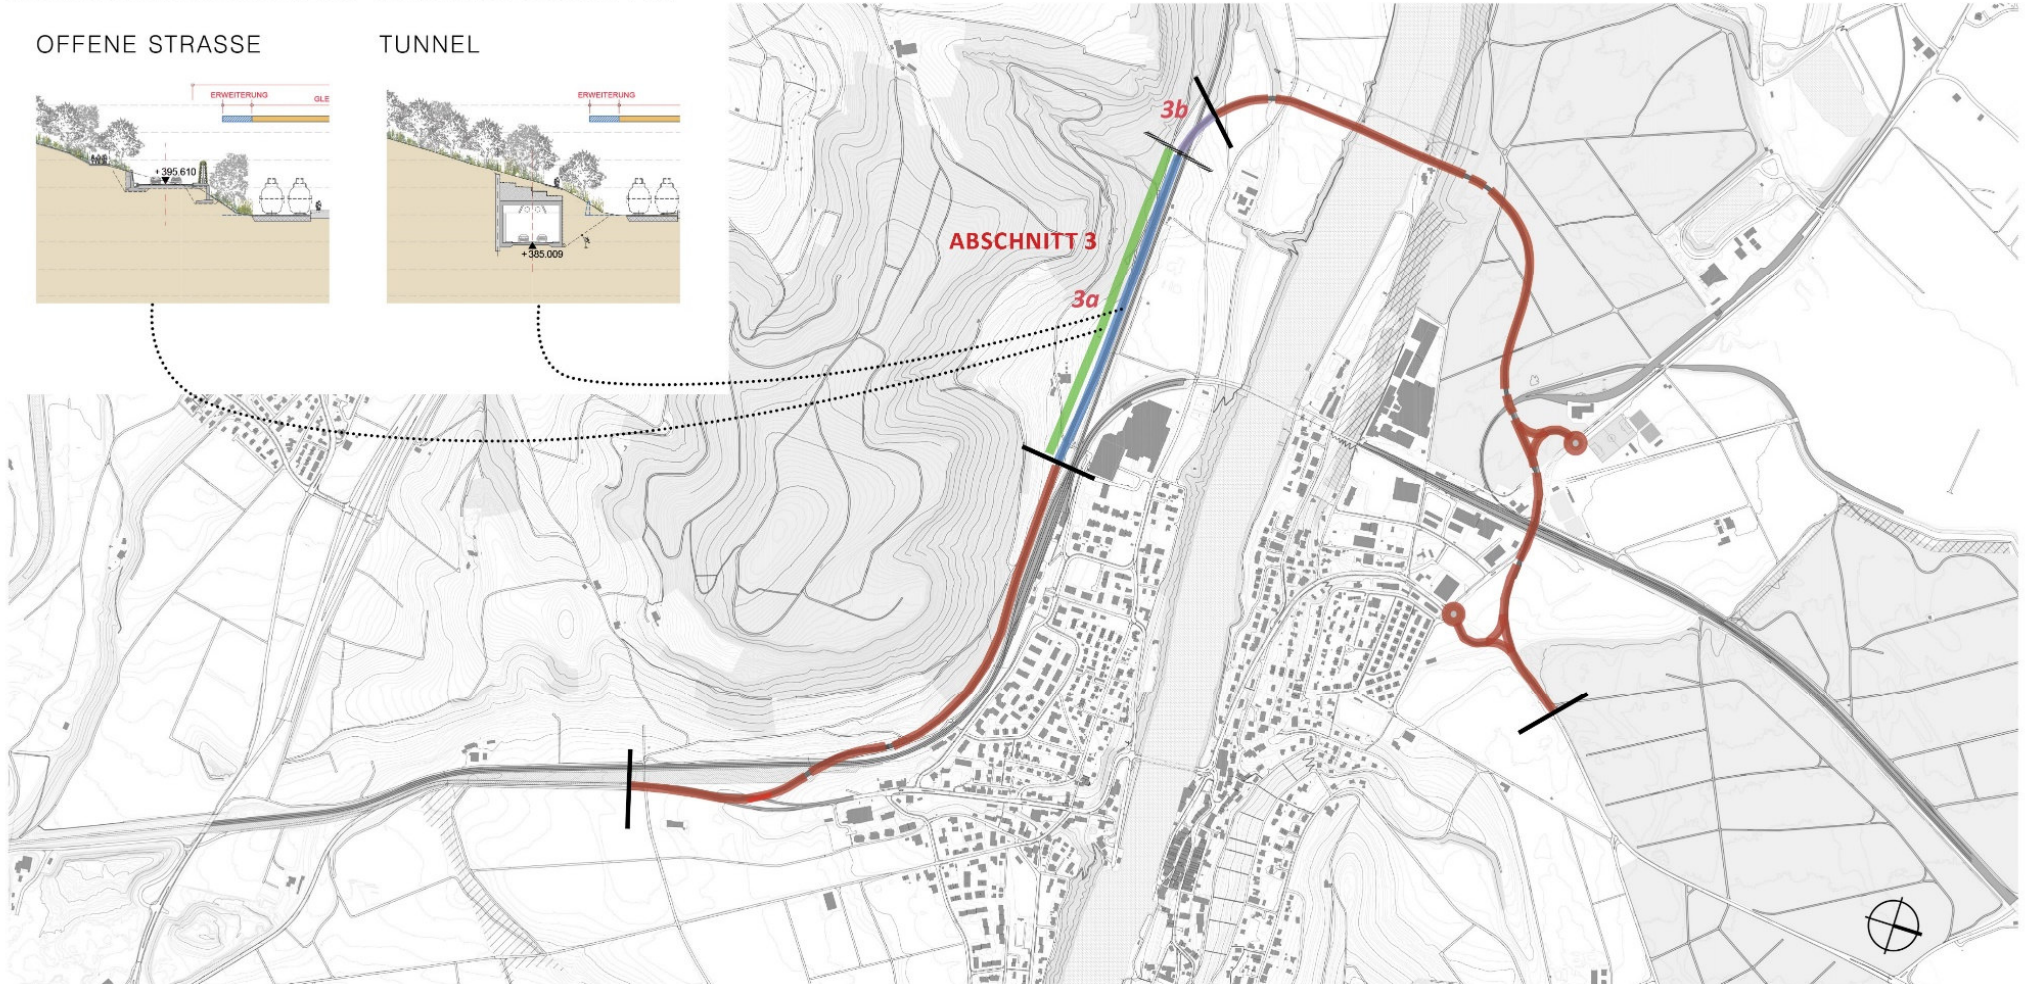 OFFENE STRASSE
TUNNEL
ERWEITERUNG
GLE
+395.610
ERWEITERUNG
+385.009
3b
ABSCHNITT 3
3a